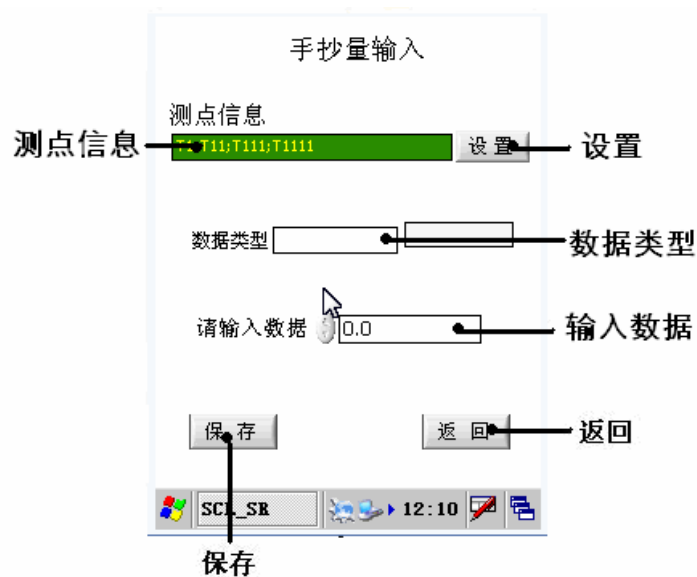 手抄量输入
测点信息
测点信息
T11;T111;T1111
设置
设置
数据类型
数据类型
请输入数据
0.0
输入数据
保存
返回
返回
SCL_SR
12:10
保存